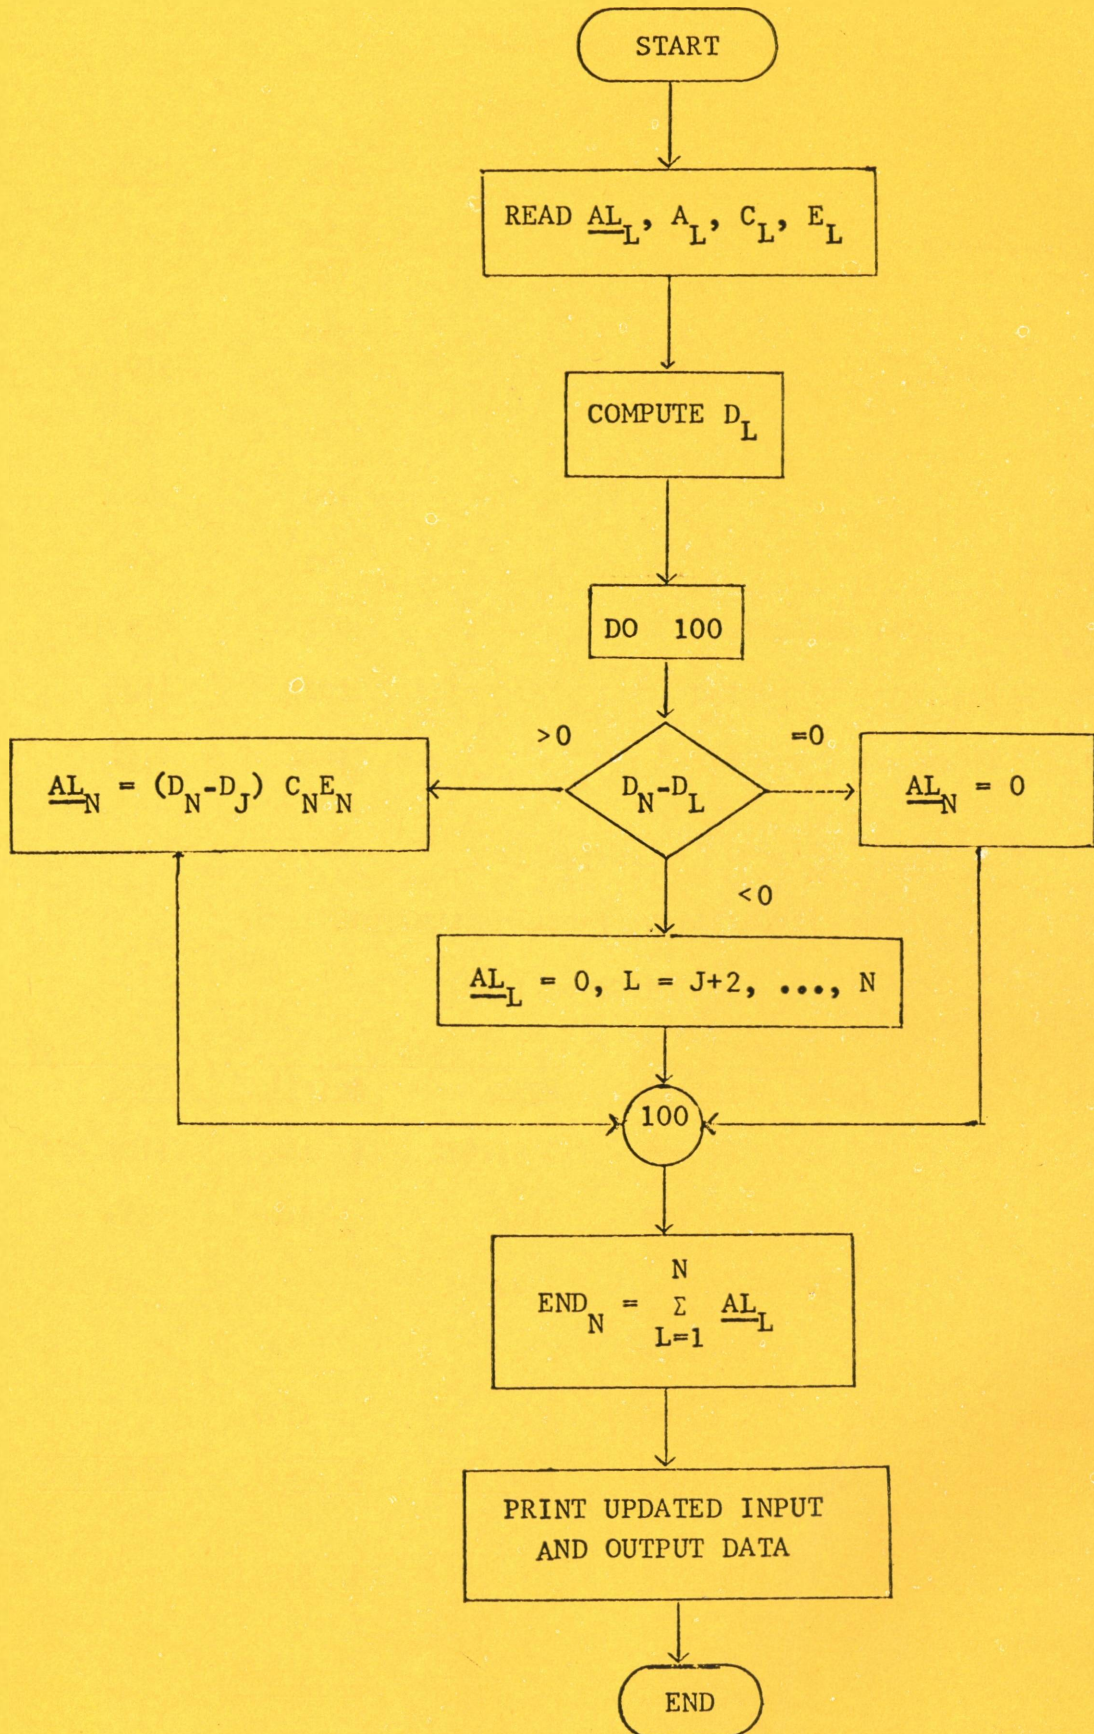 START
READ AL_L, A_L, C_L, E_L
COMPUTE D_L
DO 100
>0
=0
AL_N = (D_N-D_J) C_N E_N
D_N-D_L
AL_N = 0
<0
AL_L = 0, L = J+2, ..., N
100
N
END_N = Σ AL_L
L=1
PRINT UPDATED INPUT
AND OUTPUT DATA
END